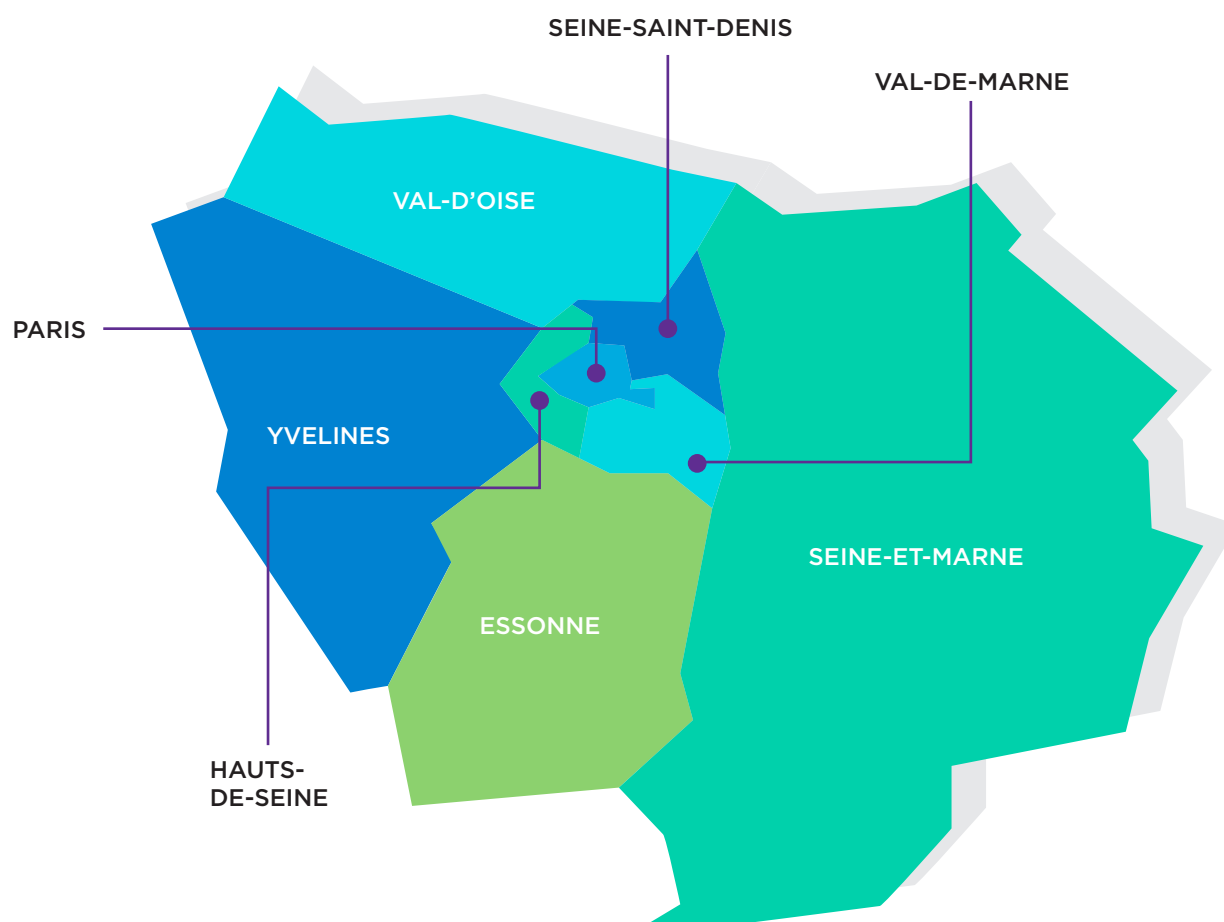 SEINE-SAINT-DENIS
VAL-DE-MARNE
VAL-D’OISE
PARIS
YVELINES
SEINE-ET-MARNE
ESSONNE
HAUTS-
DE-SEINE